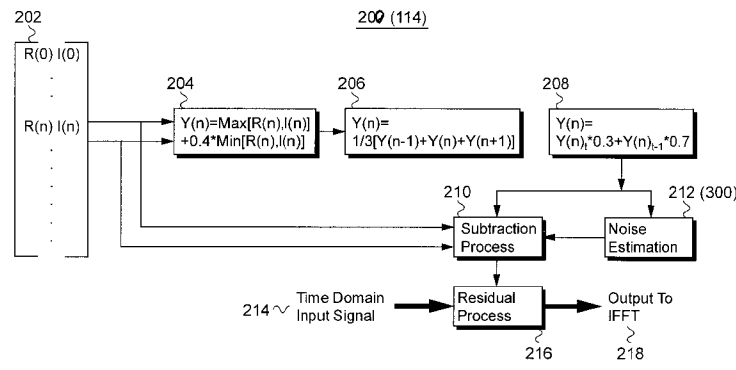 200 (114)
202
R(0) I(0)
R(n) I(n)
204
Y(n)=Max[R(n),I(n)]
+0.4*Min[R(n),I(n)]
206
Y(n)=
1/3[Y(n-1)+Y(n)+Y(n+1)]
208
Y(n)=
Y(n)t*0.3+Y(n)t-1*0.7
210
Subtraction
Process
212 (300)
Noise
Estimation
214
Time Domain
Input Signal
Residual
Process
216
Output To
IFFT
218